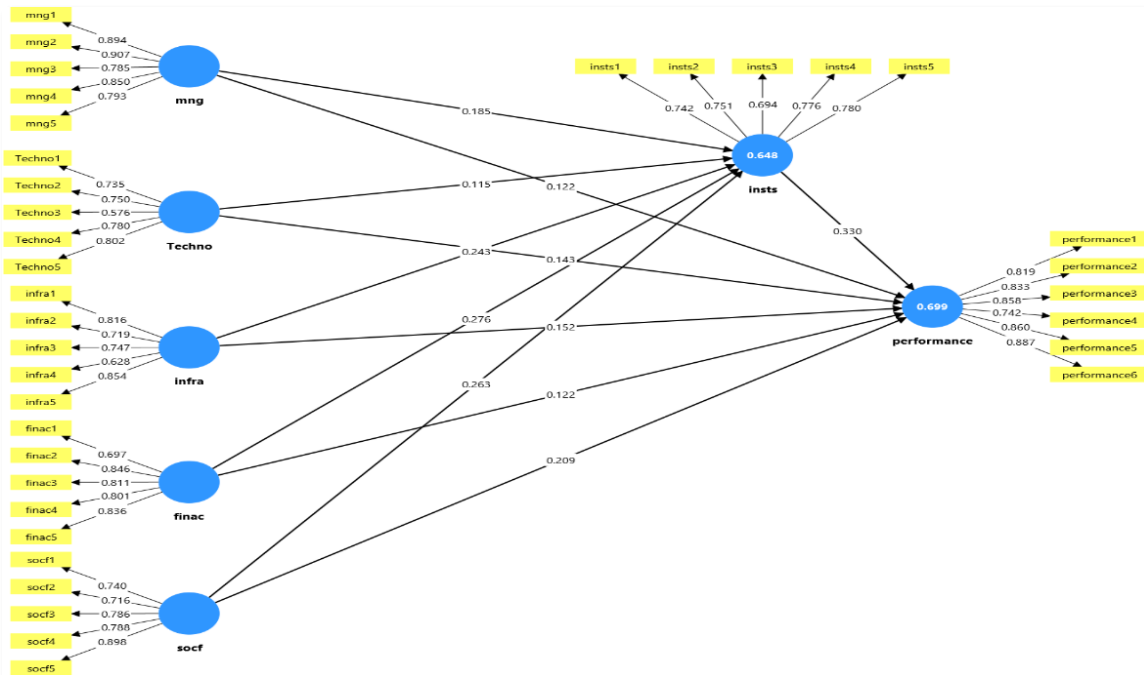 mng1
mng2
mng3
mng4
mng5
0.894
0.907
0.785
0.850
0.793
mng
Techno1
Techno2
Techno3
Techno4
Techno5
0.735
0.750
0.576
0.780
0.802
Techno
infra1
infra2
infra3
infra4
infra5
0.816
0.719
0.747
0.628
0.854
infra
finac1
finac2
finac3
finac4
finac5
0.697
0.846
0.811
0.801
0.836
finac
socf1
socf2
socf3
socf4
socf5
0.740
0.716
0.786
0.788
0.898
socf
0.185
0.115
0.243
0.276
0.263
0.122
0.143
0.152
0.122
0.209
insts1
insts2
insts3
insts4
insts5
0.742
0.751
0.694
0.776
0.780
0.648
insts
0.330
0.699
performance
0.819
0.833
0.858
0.742
0.860
0.887
performance1
performance2
performance3
performance4
performance5
performance6